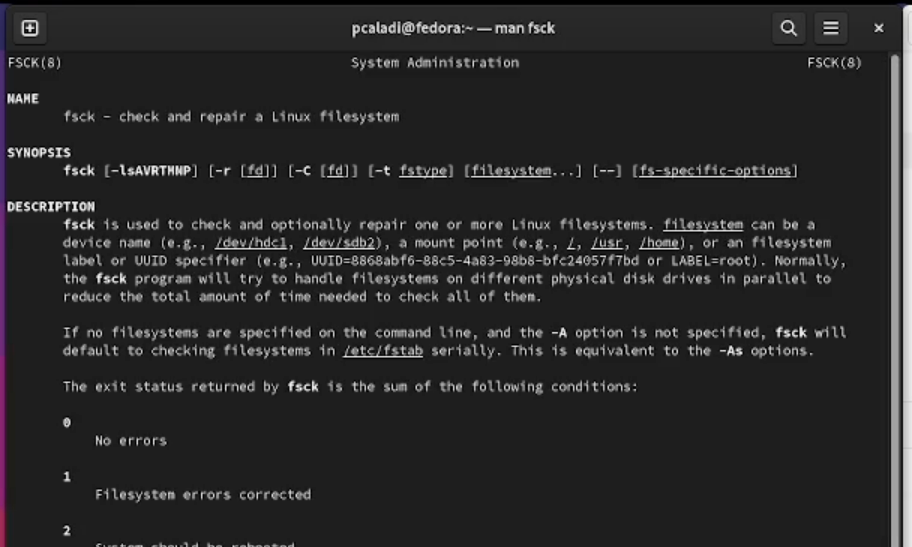 pcaladi@fedora:~ — man fsck
FSCK(8) System Administration FSCK(8)
NAME
fsck - check and repair a Linux filesystem
SYNOPSIS
fsck [-lsAVRTMNP] [-r [fd]] [-C [fd]] [-t fstype] [filesystem...] [--] [fs-specific-options]
DESCRIPTION
fsck is used to check and optionally repair one or more Linux filesystems. filesystem can be a
device name (e.g., /dev/hdc1, /dev/sdb2), a mount point (e.g., /, /usr, /home), or an filesystem
label or UUID specifier (e.g., UUID=8868abf6-88c5-4a83-98b8-bfc24057f7bd or LABEL=root). Normally,
the fsck program will try to handle filesystems on different physical disk drives in parallel to
reduce the total amount of time needed to check all of them.
If no filesystems are specified on the command line, and the -A option is not specified, fsck will
default to checking filesystems in /etc/fstab serially. This is equivalent to the -As options.
The exit status returned by fsck is the sum of the following conditions:
0
No errors
1
Filesystem errors corrected
2
System should be rebooted